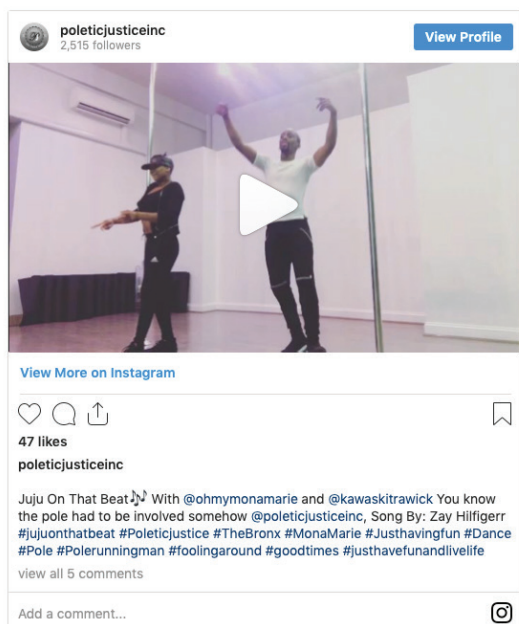 poleticjusticeinc
2,515 followers
View Profile
View More on Instagram
47 likes
poleticjusticeinc
Juju On That Beat🎶 With @ohmymonamarie and @kawaskitrawick You know
the pole had to be involved somehow @poleticjusticeinc, Song By: Zay Hilfigerr
#jujuonthatbeat #Poleticjustice #TheBronx #MonaMarie #Justhavingfun #Dance
#Pole #Polerunningman #foolingaround #goodtimes #justhavefunandlivelife
view all 5 comments
Add a comment...